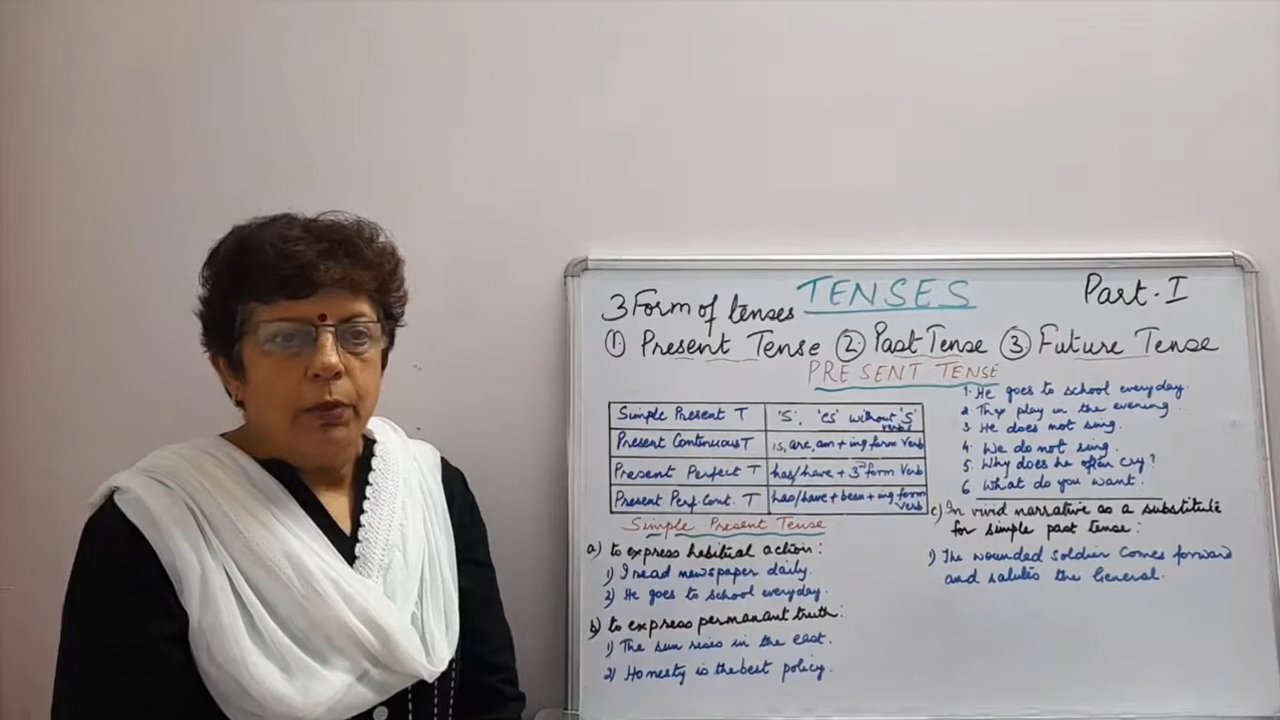 TENSES
Part-I
3 Form of tenses
① Present Tense ② Past Tense ③ Future Tense
PRESENT TENSE
Simple Present T 'S', 'es' without 'S' verb
Present Continuous T is, are, am + ing form Verb
Present Perfect T has/have + 3rd form Verb
Present Perf. Cont. T has/have + been + ing form verb
Simple Present Tense
a) to express habitial action:
1) I read newspaper daily.
2) He goes to school everyday.
b) to express permanant truth:
1) The sun rises in the east.
2) Honesty is the best policy.
1. He goes to school everyday.
2. They play in the evening.
3. He does not sing.
4. We do not sing.
5. Why does he often cry?
6. What do you want.
c) In vivid narrative as a substitute
for simple past tense:
1) The wounded soldier comes forward
and salutes the General.